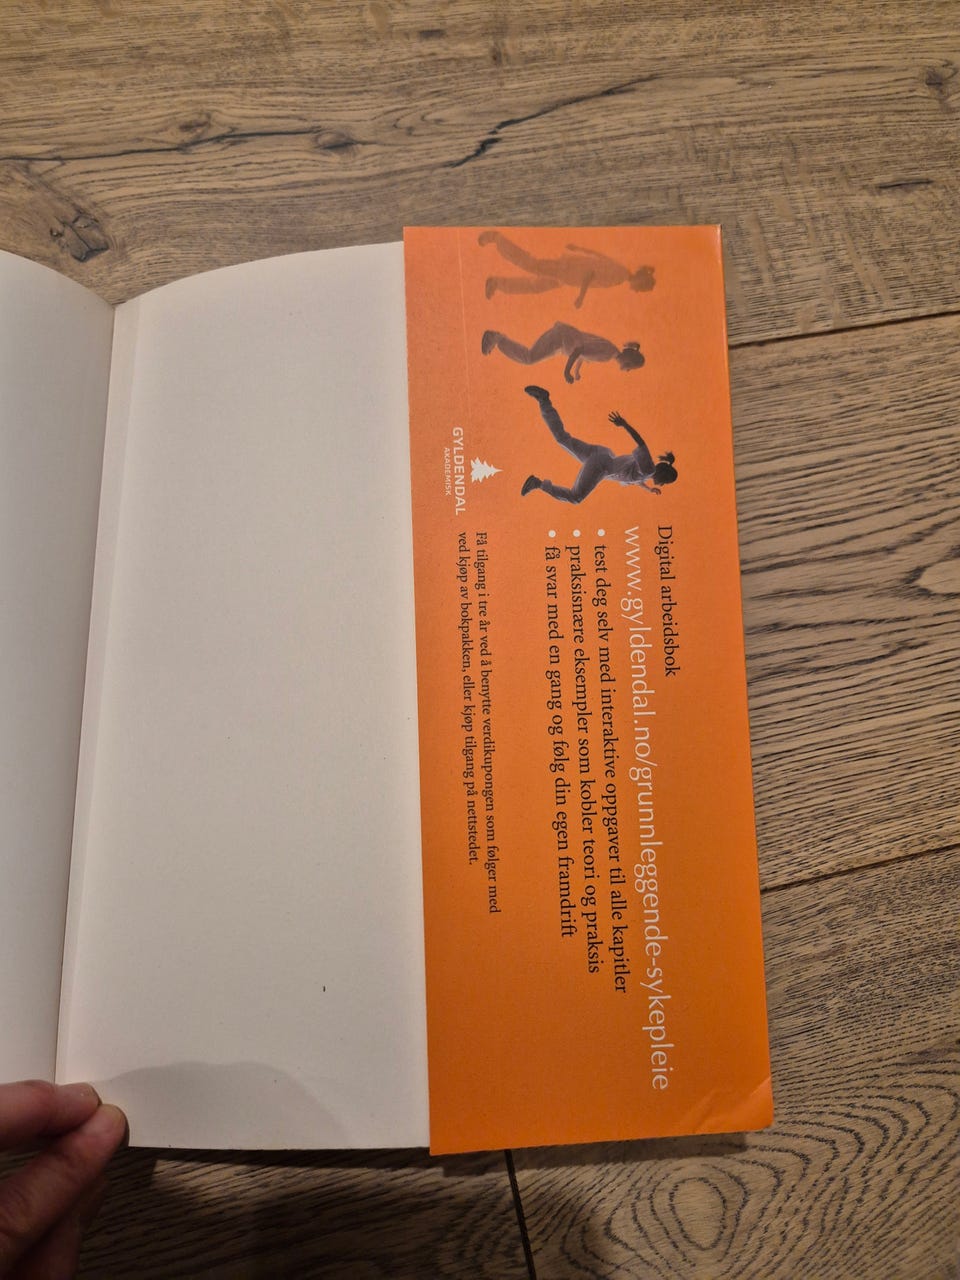 Digital arbeidsbok
www.gyldendal.no/grunnleggende-sykepleie
• test deg selv med interaktive oppgaver til alle kapitler
• praksisnære eksempler som kobler teori og praksis
• få svar med en gang og følg din egen framdrift
Få tilgang i tre år ved å benytte verdikupongen som følger med
ved kjøp av bokpakken, eller kjøp tilgang på nettstedet.
GYLDENDAL
AKADEMISK